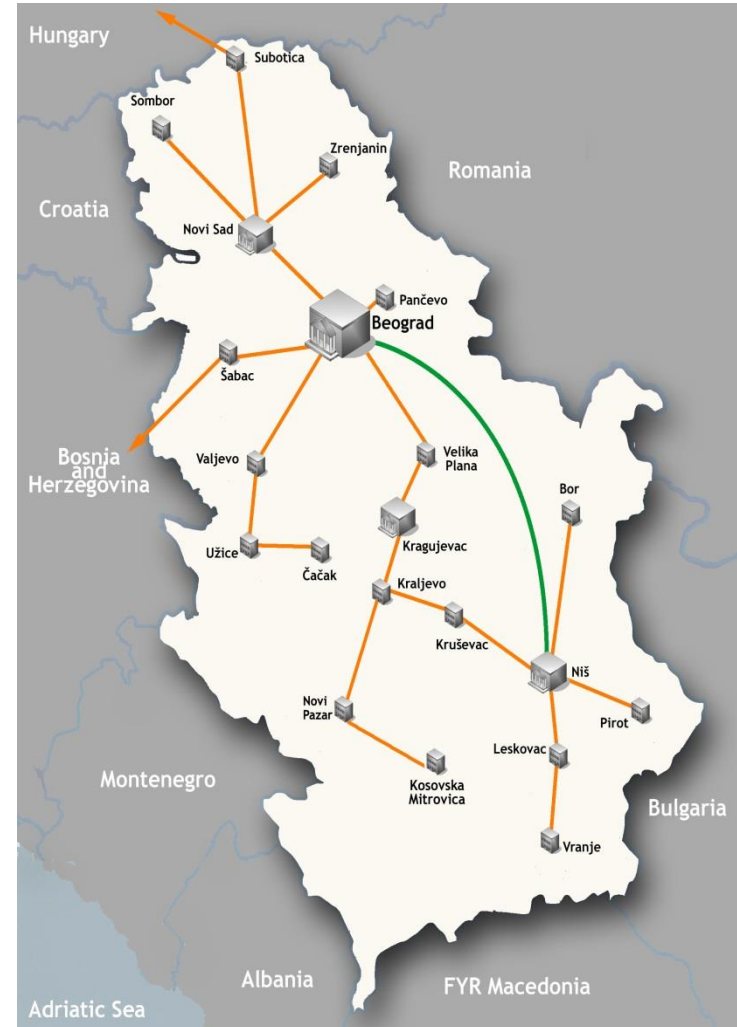 Hungary
Subotica
Sombor
Zrenjanin
Romania
Croatia
Novi Sad
Pančevo
Beograd
Šabac
Bosnia
and
Herzegovina
Valjevo
Velika
Plana
Bor
Kragujevac
Užice
Čačak
Kraljevo
Kruševac
Niš
Novi
Pazar
Pirot
Leskovac
Kosovska
Mitrovica
Montenegro
Bulgaria
Vranje
Albania
FYR Macedonia
Adriatic Sea